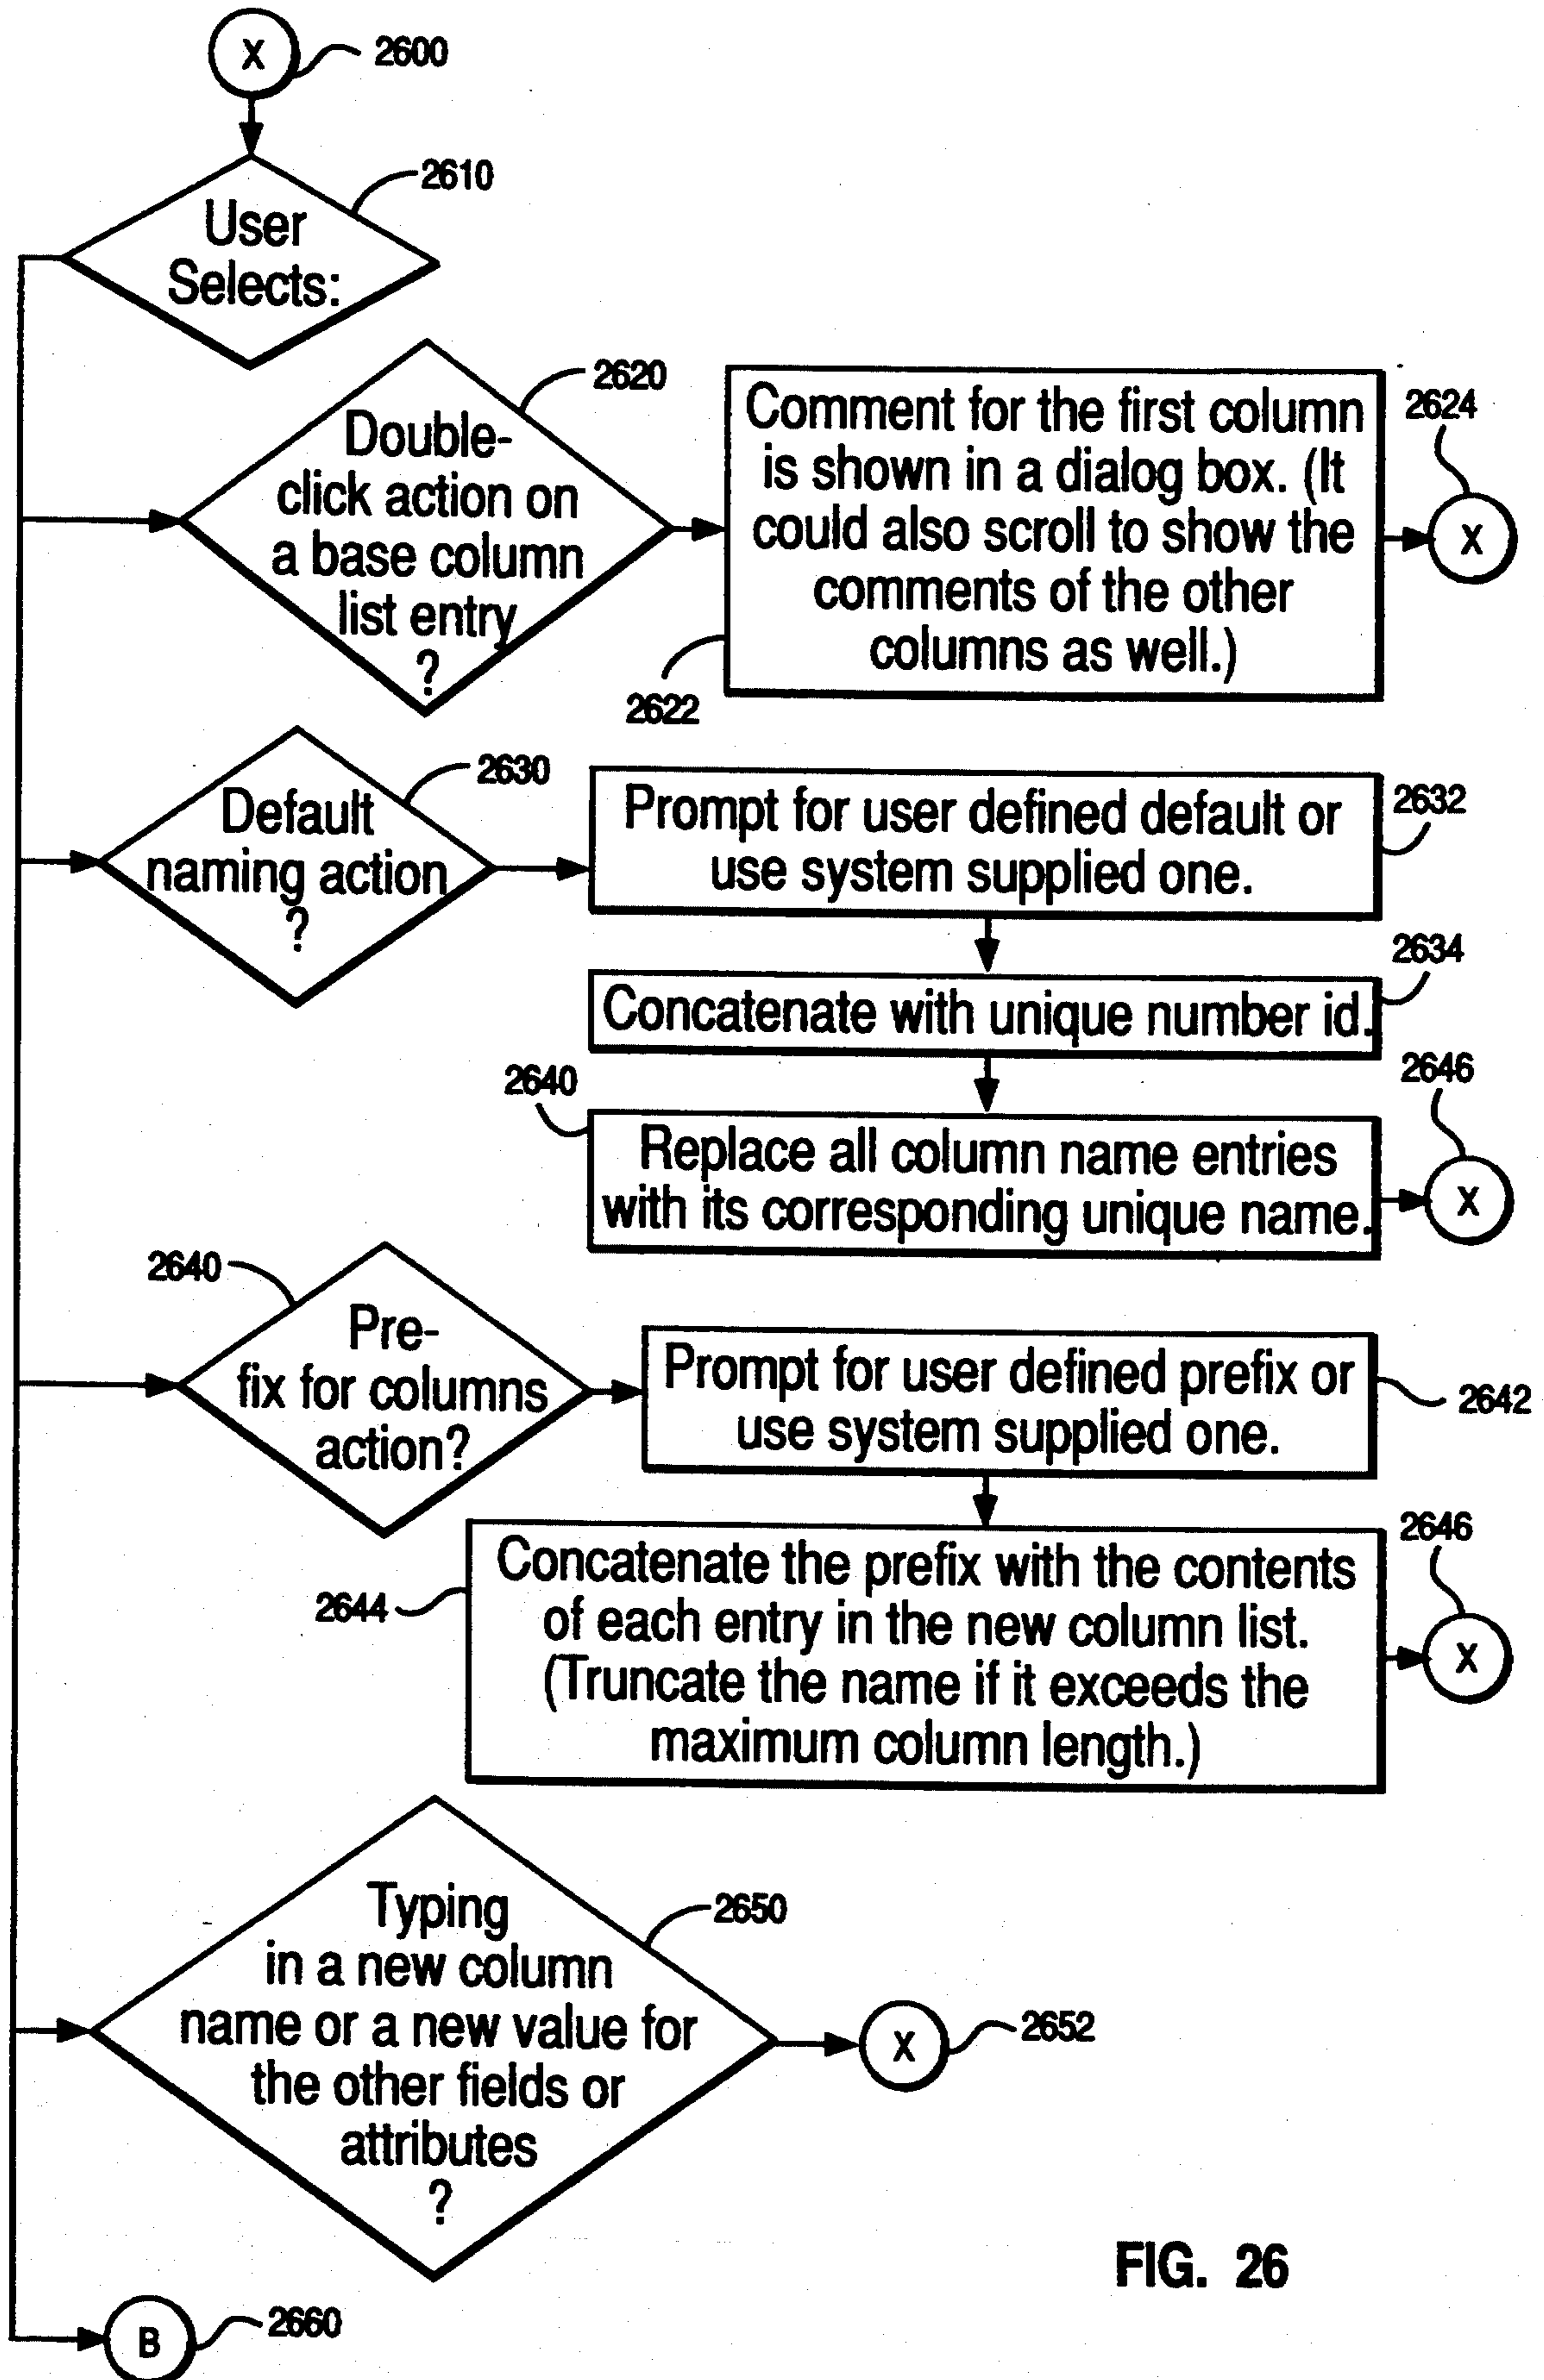 X
2600
2610
User
Selects:
2620
Double-
click action on
a base column
list entry
?
Comment for the first column
is shown in a dialog box. (It
could also scroll to show the
comments of the other
columns as well.)
2622
2624
X
2630
Default
naming action
?
Prompt for user defined default or
use system supplied one.
2632
2634
Concatenate with unique number id.
2640
Replace all column name entries
with its corresponding unique name.
2646
X
2640
Pre-
fix for columns
action?
Prompt for user defined prefix or
use system supplied one.
2642
2644
Concatenate the prefix with the contents
of each entry in the new column list.
(Truncate the name if it exceeds the
maximum column length.)
2646
X
2650
Typing
in a new column
name or a new value for
the other fields or
attributes
?
X
2652
B
2660
FIG. 26